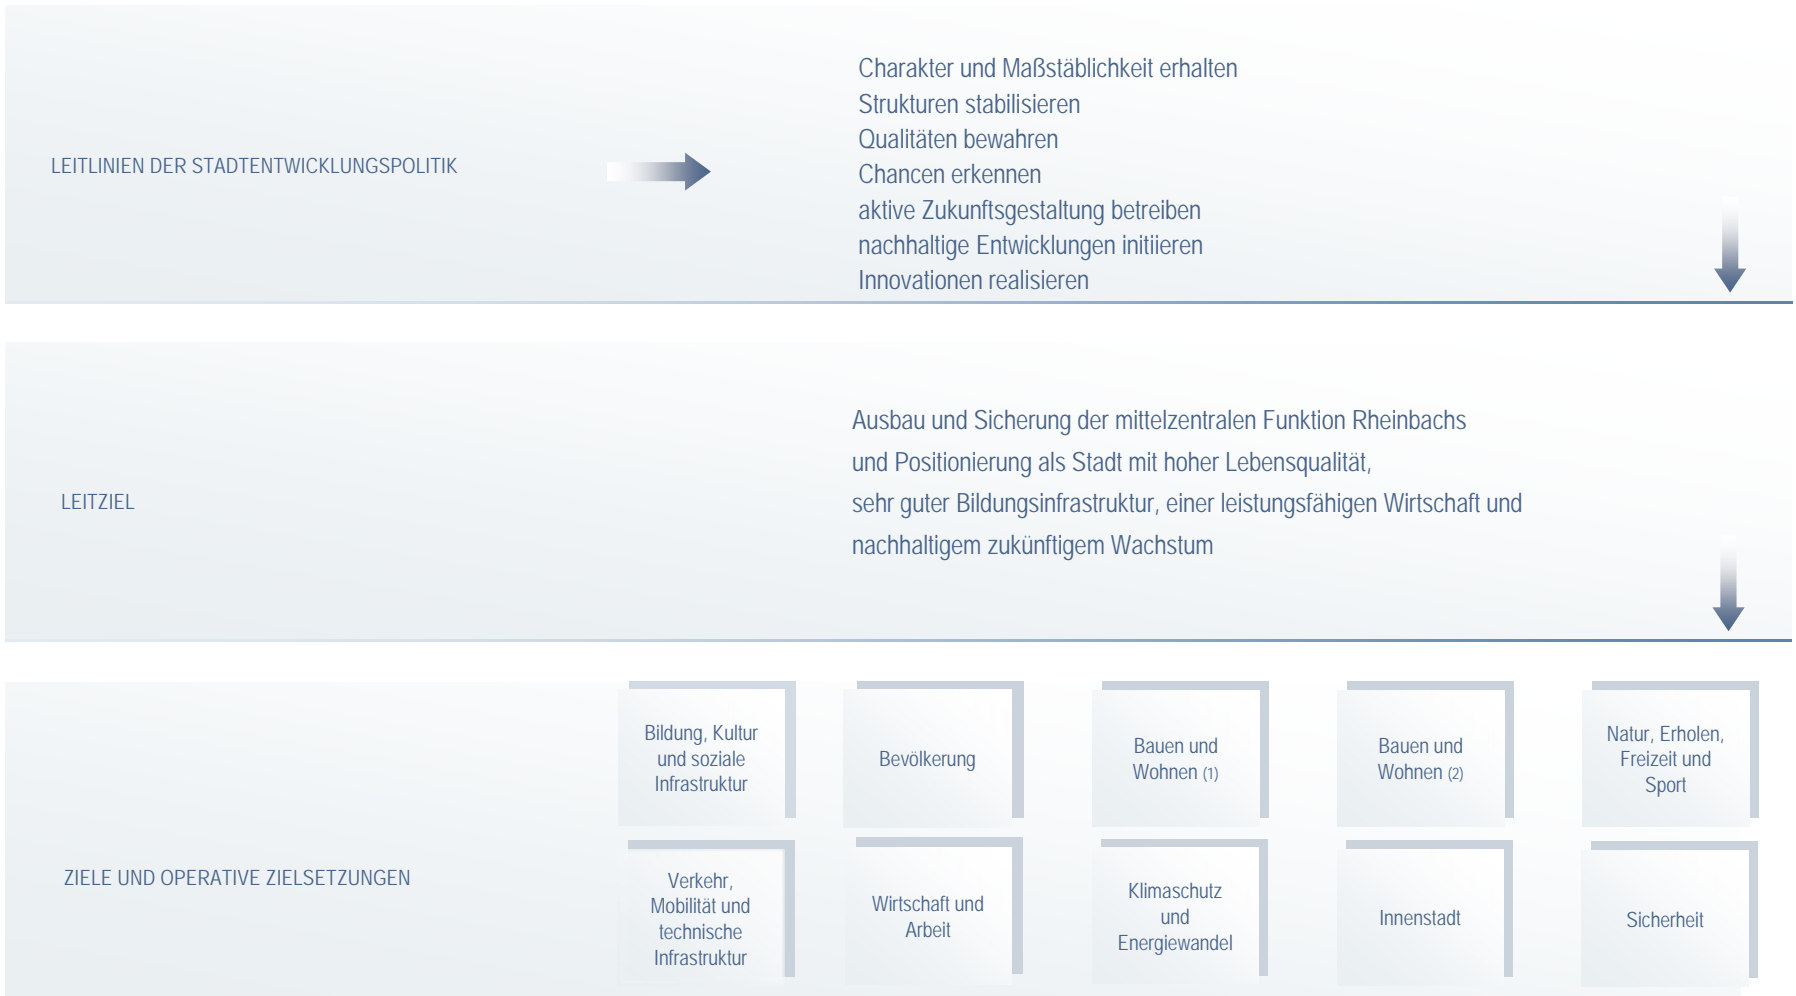 LEITLINIEN DER STADTENTWICKLUNGSPOLITIK
Charakter und Maßstäblichkeit erhalten
Strukturen stabilisieren
Qualitäten bewahren
Chancen erkennen
aktive Zukunftsgestaltung betreiben
nachhaltige Entwicklungen initiieren
Innovationen realisieren
LEITZIEL
Ausbau und Sicherung der mittelzentralen Funktion Rheinbachs
und Positionierung als Stadt mit hoher Lebensqualität,
sehr guter Bildungsinfrastruktur, einer leistungsfähigen Wirtschaft und
nachhaltigem zukünftigem Wachstum
ZIELE UND OPERATIVE ZIELSETZUNGEN
Bildung, Kultur
und soziale
Infrastruktur
Bevölkerung
Bauen und
Wohnen (1)
Bauen und
Wohnen (2)
Natur, Erholen,
Freizeit und
Sport
Verkehr,
Mobilität und
technische
Infrastruktur
Wirtschaft und
Arbeit
Klimaschutz
und
Energiewandel
Innenstadt
Sicherheit